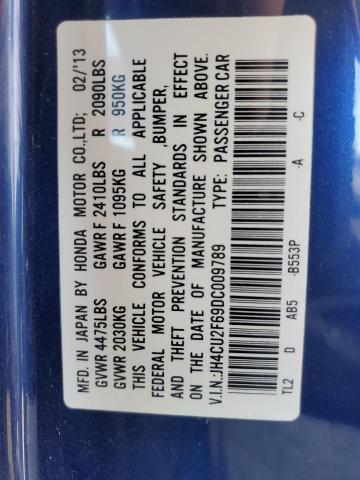 MFD. IN JAPAN BY HONDA MOTOR CO.,LTD; 02/'13
GVWR 4475LBS GAWR F 2410LBS R 2090LBS
GVWR 2030KG GAWR F 1095KG R 950KG
THIS VEHICLE CONFORMS TO ALL APPLICABLE
FEDERAL MOTOR VEHICLE SAFETY ,BUMPER,
AND THEFT PREVENTION STANDARDS IN EFFECT
ON THE DATE OF MANUFACTURE SHOWN ABOVE.
V.I.N.:JH4CU2F69DC009789 TYPE: PASSENGER CAR
TL2 D AB5 -B553P -A -C